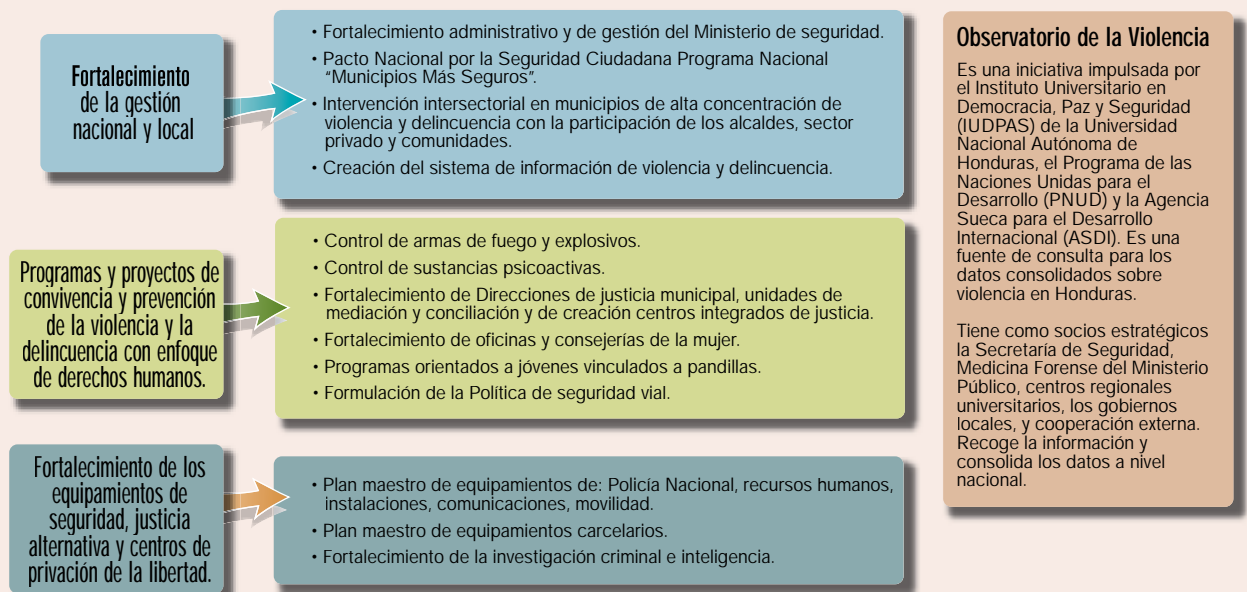 Fortalecimiento
de la gestión
nacional y local
• Fortalecimiento administrativo y de gestión del Ministerio de seguridad.
• Pacto Nacional por la Seguridad Ciudadana Programa Nacional
“Municipios Más Seguros”.
• Intervención intersectorial en municipios de alta concentración de
violencia y delincuencia con la participación de los alcaldes, sector
privado y comunidades.
• Creación del sistema de información de violencia y delincuencia.
Programas y proyectos de
convivencia y prevención
de la violencia y la
delincuencia con enfoque
de derechos humanos.
• Control de armas de fuego y explosivos.
• Control de sustancias psicoactivas.
• Fortalecimiento de Direcciones de justicia municipal, unidades de
mediación y conciliación y de creación centros integrados de justicia.
• Fortalecimiento de oficinas y consejerías de la mujer.
• Programas orientados a jóvenes vinculados a pandillas.
• Formulación de la Política de seguridad vial.
Fortalecimiento de los
equipamientos de
seguridad, justicia
alternativa y centros de
privación de la libertad.
• Plan maestro de equipamientos de: Policía Nacional, recursos humanos,
instalaciones, comunicaciones, movilidad.
• Plan maestro de equipamientos carcelarios.
• Fortalecimiento de la investigación criminal e inteligencia.
Observatorio de la Violencia
Es una iniciativa impulsada por
el Instituto Universitario en
Democracia, Paz y Seguridad
(IUDPAS) de la Universidad
Nacional Autónoma de
Honduras, el Programa de las
Naciones Unidas para el
Desarrollo (PNUD) y la Agencia
Sueca para el Desarrollo
Internacional (ASDI). Es una
fuente de consulta para los
datos consolidados sobre
violencia en Honduras.
Tiene como socios estratégicos
la Secretaría de Seguridad,
Medicina Forense del Ministerio
Público, centros regionales
universitarios, los gobiernos
locales, y cooperación externa.
Recoge la información y
consolida los datos a nivel
nacional.